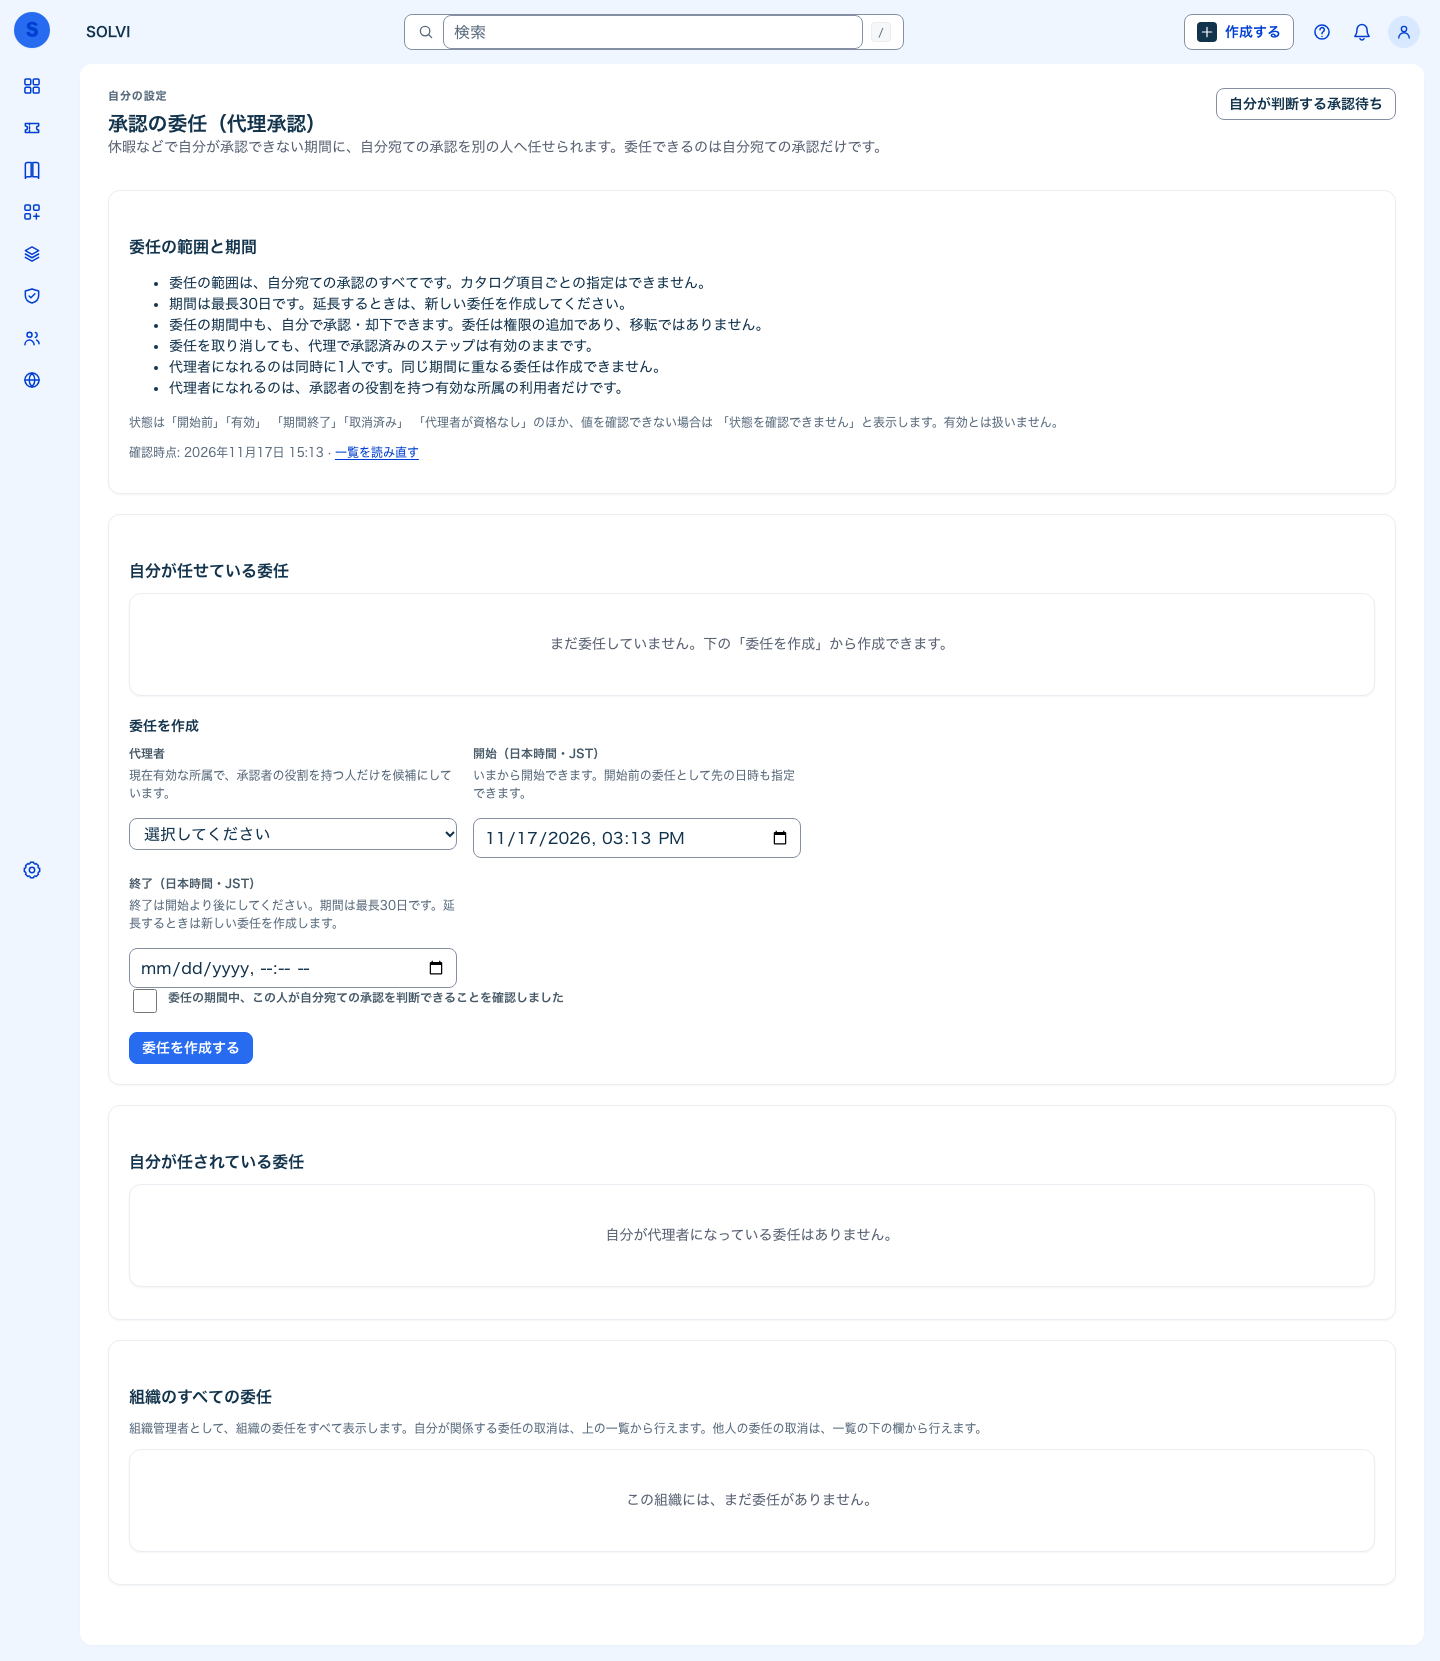 S
SOLVI
検索
/
作成する
自分の設定
承認の委任（代理承認）
休暇などで自分が承認できない期間に、自分宛ての承認を別の人へ任せられます。委任できるのは自分宛ての承認だけです。
自分が判断する承認待ち
委任の範囲と期間
• 委任の範囲は、自分宛ての承認のすべてです。カタログ項目ごとの指定はできません。
• 期間は最長30日です。延長するときは、新しい委任を作成してください。
• 委任の期間中も、自分で承認・却下できます。委任は権限の追加であり、移転ではありません。
• 委任を取り消しても、代理で承認済みのステップは有効のままです。
• 代理者になれるのは同時に1人です。同じ期間に重なる委任は作成できません。
• 代理者になれるのは、承認者の役割を持つ有効な所属の利用者だけです。
状態は「開始前」「有効」 「期間終了」「取消済み」 「代理者が資格なし」のほか、値を確認できない場合は 「状態を確認できません」と表示します。有効とは扱いません。
確認時点: 2026年11月17日 15:13 · 一覧を読み直す
自分が任せている委任
まだ委任していません。下の「委任を作成」から作成できます。
委任を作成
代理者
現在有効な所属で、承認者の役割を持つ人だけを候補にして
います。
選択してください
開始（日本時間・JST）
いまから開始できます。開始前の委任として先の日時も指定
できます。
11/17/2026, 03:13 PM
終了（日本時間・JST）
終了は開始より後にしてください。期間は最長30日です。延
長するときは新しい委任を作成します。
mm/dd/yyyy, --:-- --
委任の期間中、この人が自分宛ての承認を判断できることを確認しました
委任を作成する
自分が任されている委任
自分が代理者になっている委任はありません。
組織のすべての委任
組織管理者として、組織の委任をすべて表示します。自分が関係する委任の取消は、上の一覧から行えます。他人の委任の取消は、一覧の下の欄から行えます。
この組織には、まだ委任がありません。